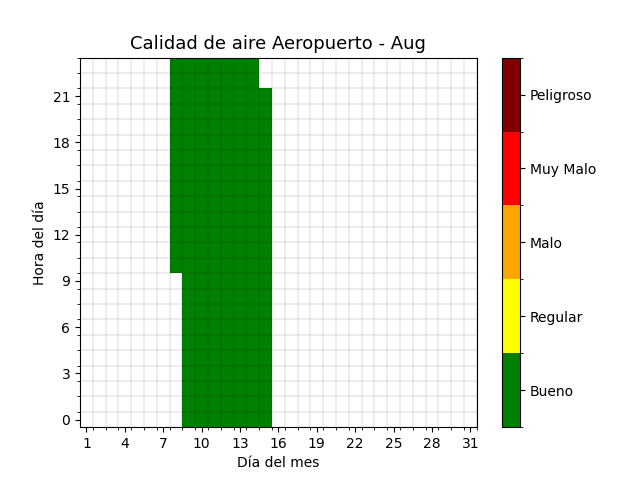 Calidad de aire Aeropuerto - Aug
Hora del día
21
18
15
12
9
6
3
0
1 4 7 10 13 16 19 22 25 28 31
Día del mes
Peligroso
Muy Malo
Malo
Regular
Bueno